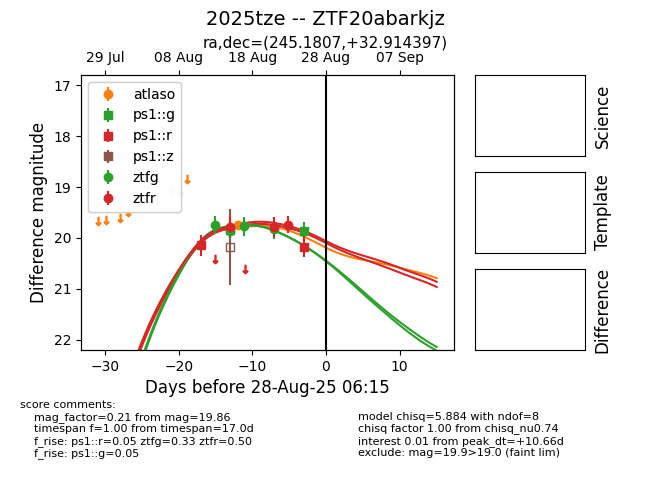 2025tze -- ZTF20abarkjz
ra,dec=(245.1807,+32.914397)
29 Jul 08 Aug 18 Aug 28 Aug 07 Sep
17
18
19
20
21
22
Difference magnitude
atlaso
ps1::g
ps1::r
ps1::z
ztfg
ztfr
−30 −20 −10 0 10
Days before 28-Aug-25 06:15
Science
Template
Difference
score comments:
mag_factor=0.21 from mag=19.86
timespan f=1.00 from timespan=17.0d
f_rise: ps1::r=0.05 ztfg=0.33 ztfr=0.50
f_rise: ps1::g=0.05
model chisq=5.884 with ndof=8
chisq factor 1.00 from chisq_nu0.74
interest 0.01 from peak_dt=+10.66d
exclude: mag=19.9>19.0 (faint lim)